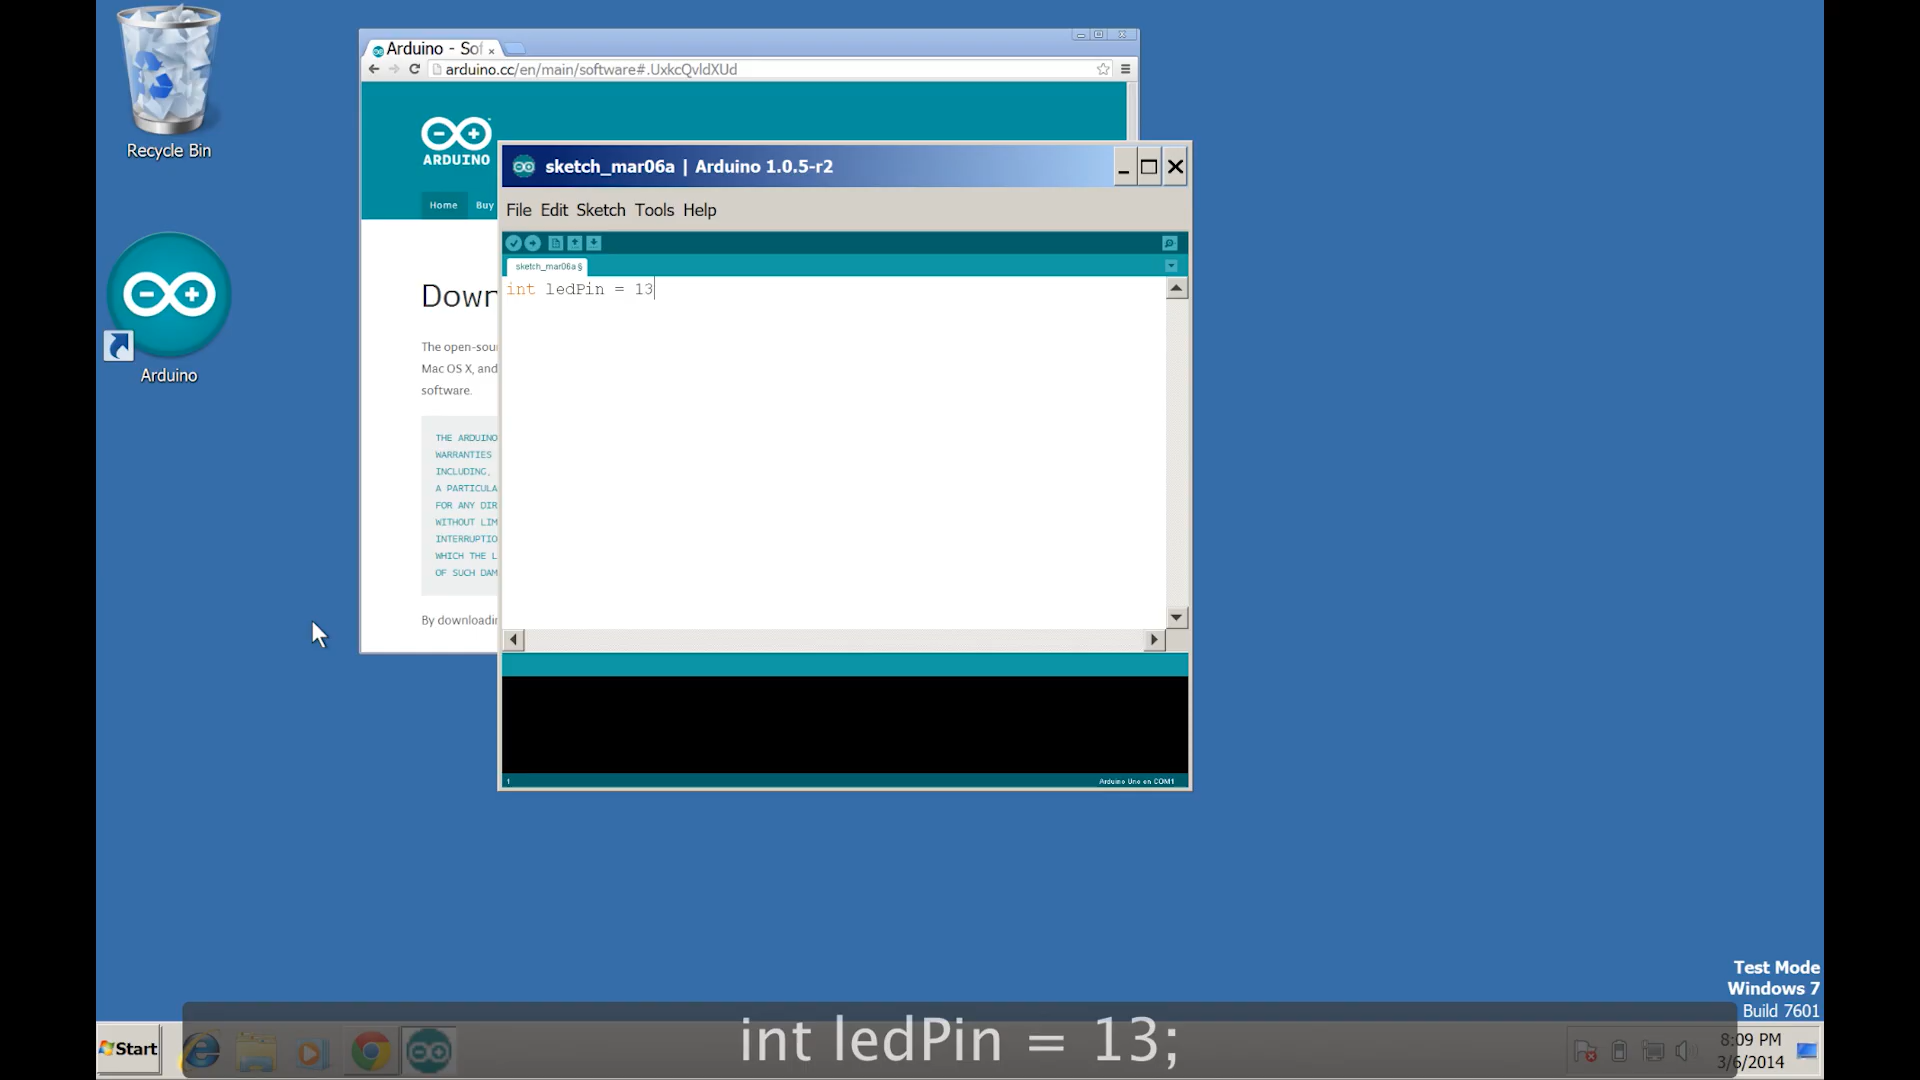 Recycle Bin
Arduino
Arduino - Sof
arduino.cc/en/main/software#.UxkcQvldXUd
ARDUINO
Home Buy
Down
The open-sour
Mac OS X, and
software.
THE ARDUINO
WARRANTIES
INCLUDING,
A PARTICULA
FOR ANY DIR
WITHOUT LIM
INTERRUPTIO
WHICH THE L
OF SUCH DAM
By downloadin
sketch_mar06a | Arduino 1.0.5-r2
File Edit Sketch Tools Help
sketch_mar06a §
int ledPin = 13
1
Arduino Uno on COM1
Test Mode
Windows 7
Build 7601
Start
int ledPin = 13;
8:09 PM
3/6/2014